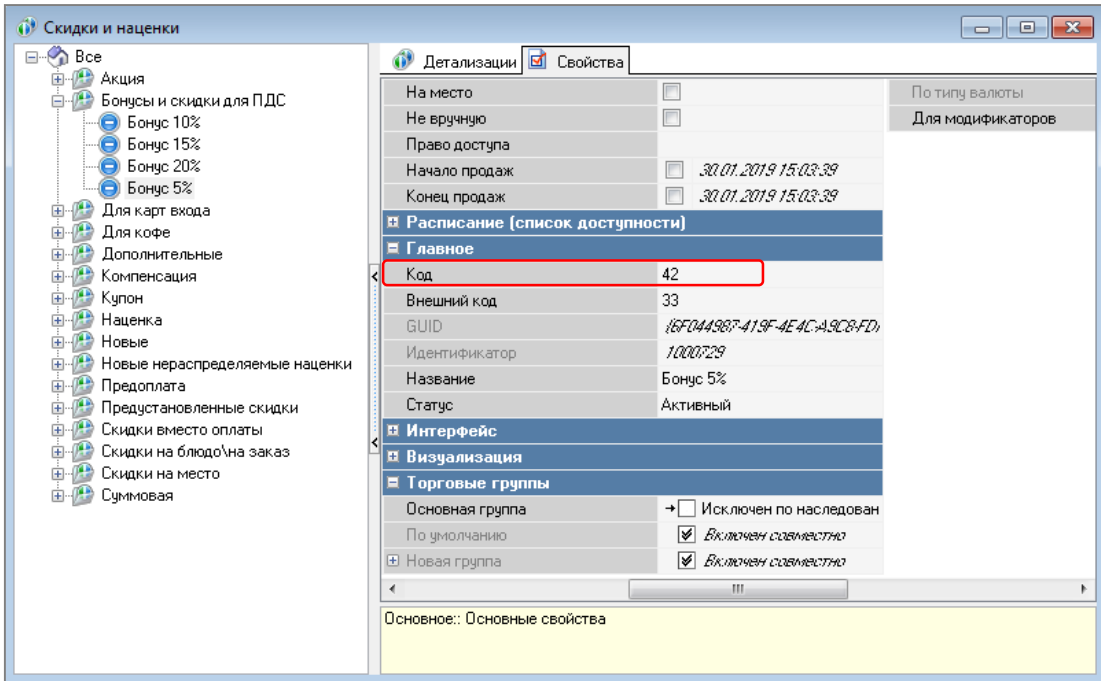 Скидки и наценки
Все
Акция
Бонусы и скидки для ПДС
Бонус 10%
Бонус 15%
Бонус 20%
Бонус 5%
Для карт входа
Для кофе
Дополнительные
Компенсация
Купон
Наценка
Новые
Новые нераспределяемые наценки
Предоплата
Предустановленные скидки
Скидки вместо оплаты
Скидки на блюдо\на заказ
Скидки на место
Суммовая
Детализации Свойства
На место
Не вручную
Право доступа
Начало продаж 30.01.2019 15:03:39
Конец продаж 30.01.2019 15:03:39
Расписание (список доступности)
Главное
Код 42
Внешний код 33
GUID {6F044987-419F-4E4C-A9C8-FD
Идентификатор 1000729
Название Бонус 5%
Статус Активный
Интерфейс
Визуализация
Торговые группы
Основная группа Исключен по наследован
По умолчанию Включен совместно
Новая группа Включен совместно
По типу валюты
Для модификаторов
Основное:: Основные свойства